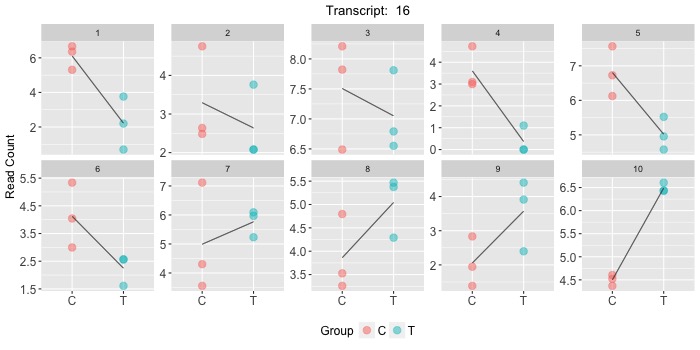 Transcript: 16
1 2 3 4 5
6 4 2
4 3 2
8.0 7.5 7.0 6.5
4 3 2 1 0
7 6 5
Read Count
6 7 8 9 10
5.5 4.5 3.5 2.5 1.5
7 6 5 4
5.5 5.0 4.5 4.0 3.5
4 3 2
6.5 6.0 5.5 5.0 4.5
C T C T C T C T C T
Group C T